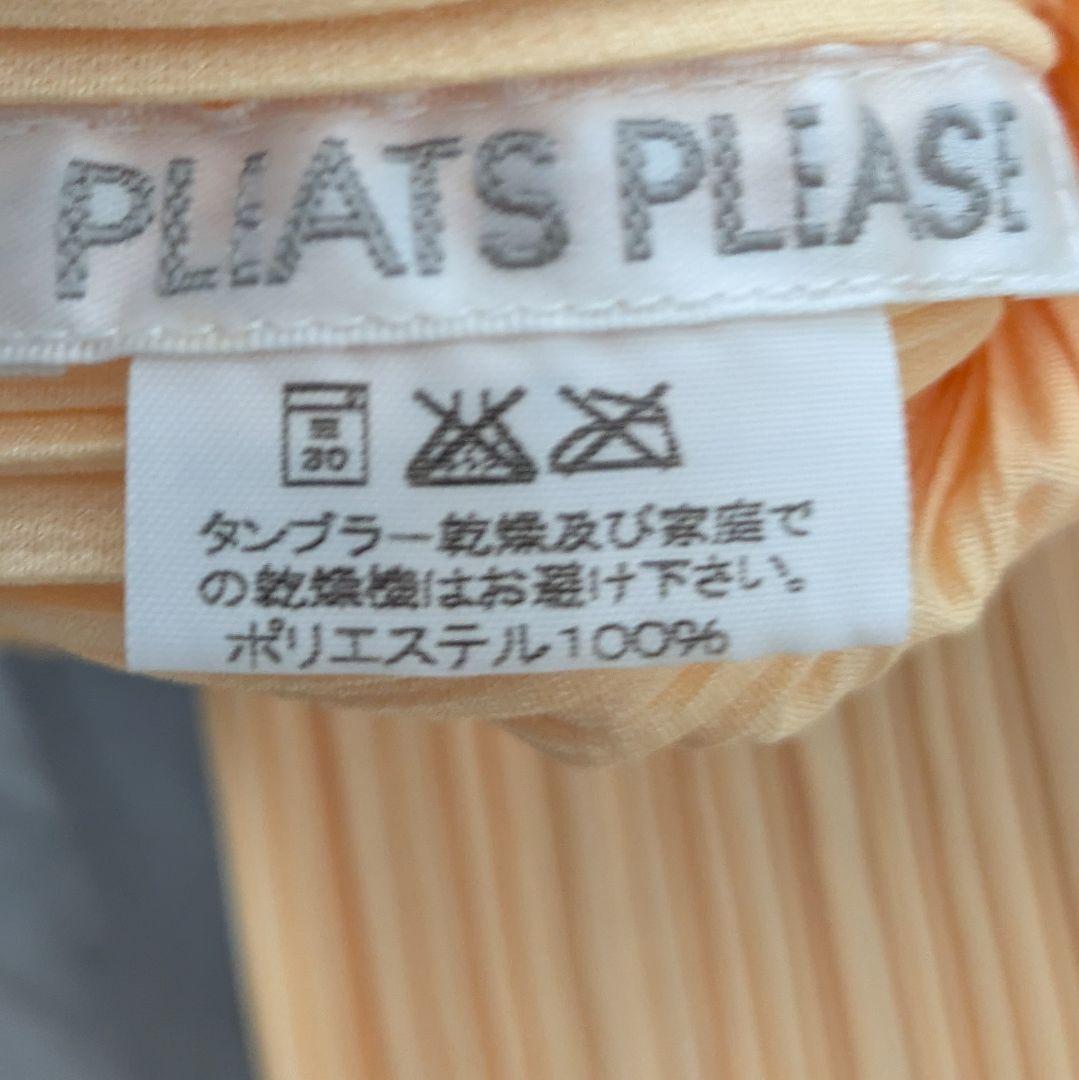 PLEATS PLEASE
30
タンブラー乾燥及び家庭で
の乾燥機はお避け下さい。
ポリエステル100%